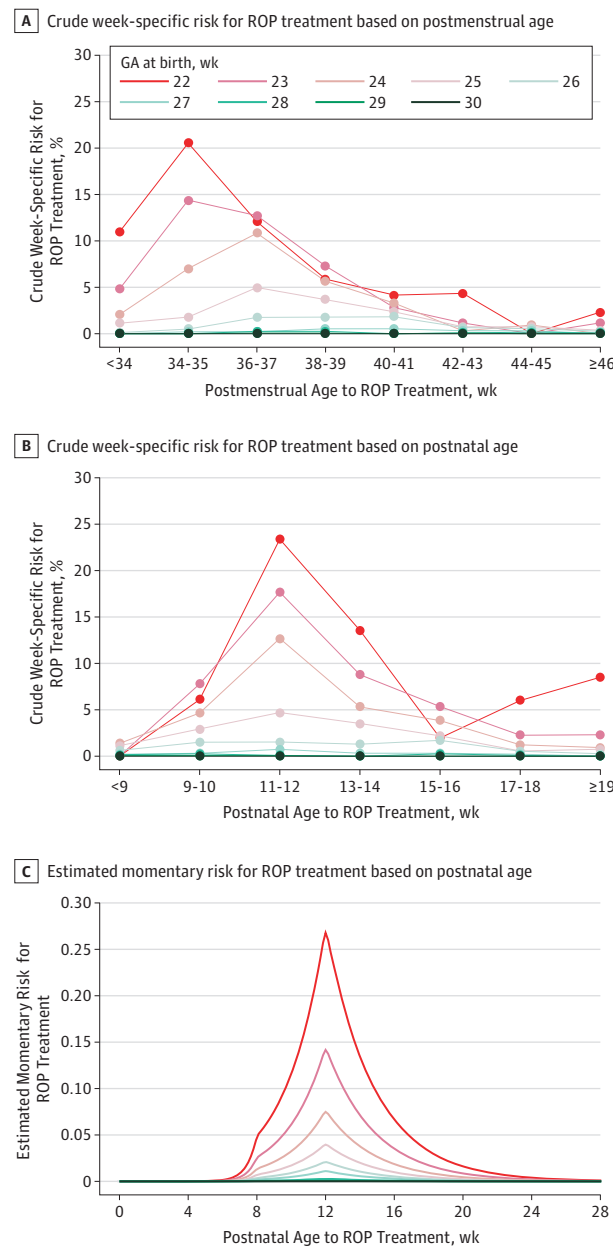 A Crude week-specific risk for ROP treatment based on postmenstrual age
30
25
20
15
10
5
0
Crude Week-Specific Risk for
ROP Treatment, %
GA at birth, wk
22 23 24 25 26
27 28 29 30
<34 34-35 36-37 38-39 40-41 42-43 44-45 ≥46
Postmenstrual Age to ROP Treatment, wk
B Crude week-specific risk for ROP treatment based on postnatal age
30
25
20
15
10
5
0
Crude Week-Specific Risk for
ROP Treatment, %
<9 9-10 11-12 13-14 15-16 17-18 ≥19
Postnatal Age to ROP Treatment, wk
C Estimated momentary risk for ROP treatment based on postnatal age
0.30
0.25
0.20
0.15
0.10
0.05
0
Estimated Momentary Risk for
ROP Treatment
0 4 8 12 16 20 24 28
Postnatal Age to ROP Treatment, wk